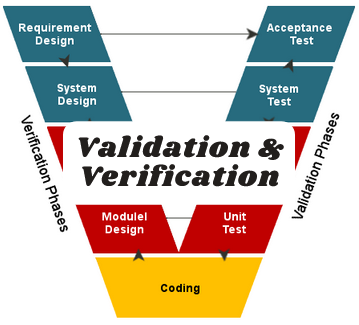 Requirement
Design
Acceptance
Test
System
Design
System
Test
Verification Phases
Validation &
Verification
Validation Phases
Modulel
Design
Unit
Test
Coding